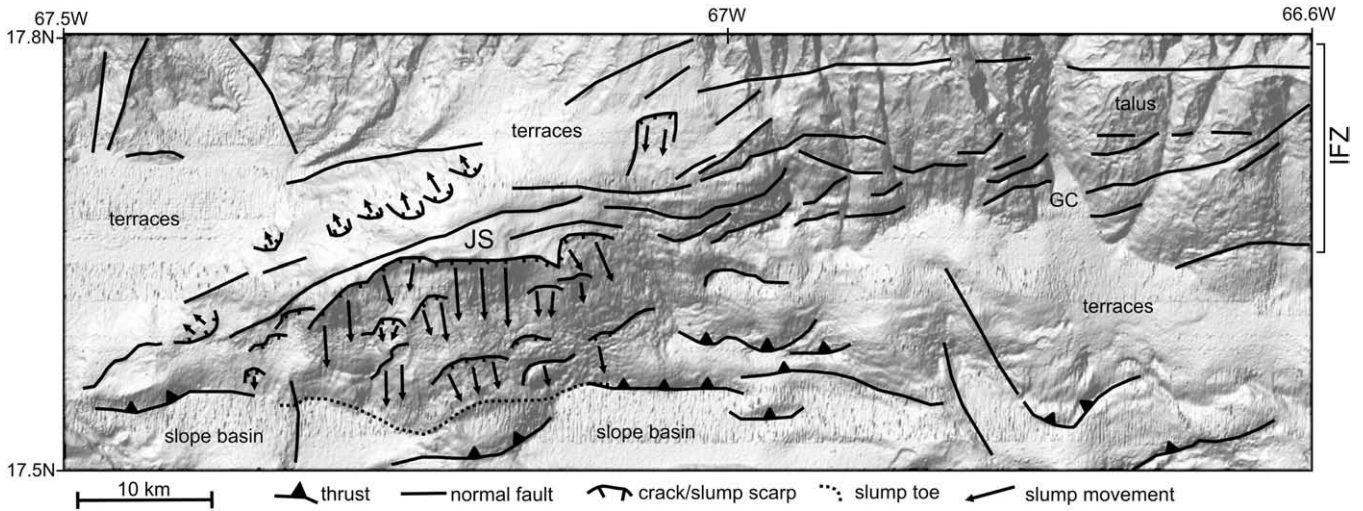 67.5W
67W
66.6W
17.8N
talus
terraces
IFZ
GC
terraces
JS
terraces
slope basin
slope basin
17.5N
10 km
thrust
normal fault
crack/slump scarp
slump toe
slump movement